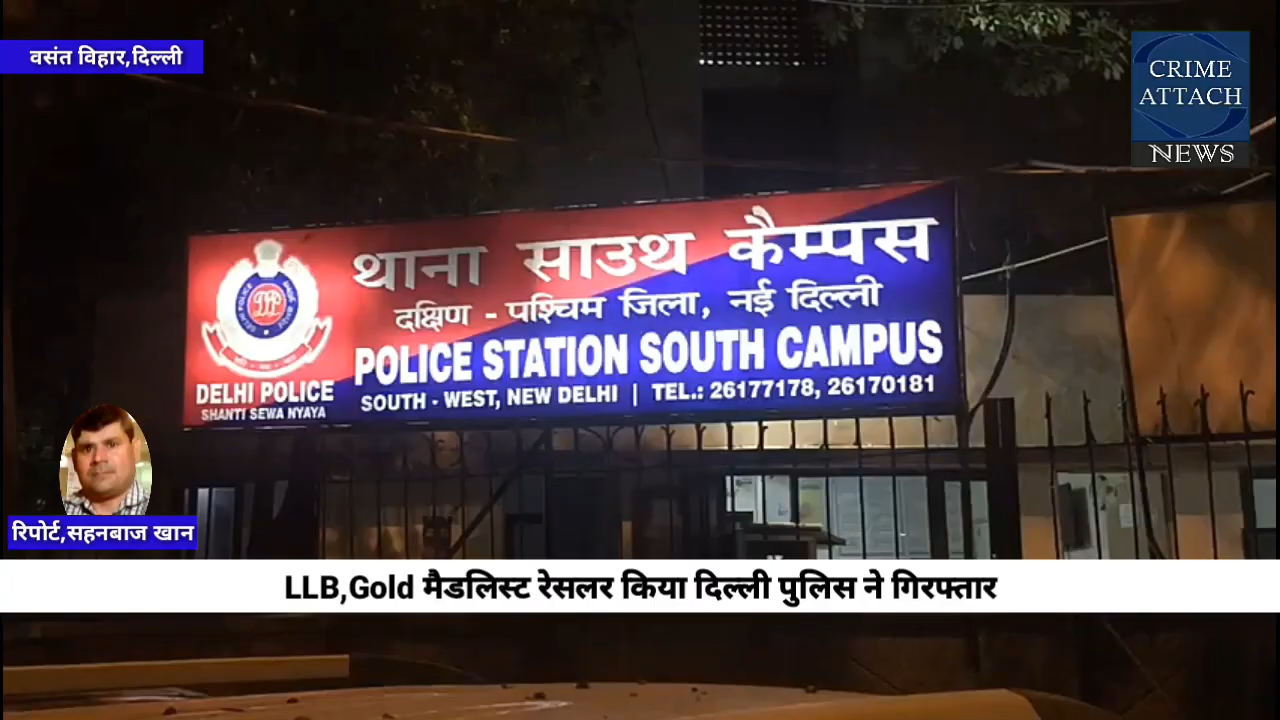 वसंत विहार,दिल्ली
CRIME
ATTACH
NEWS
थाना साउथ कैम्पस
दक्षिण - पश्चिम जिला, नई दिल्ली
POLICE STATION SOUTH CAMPUS
SOUTH - WEST, NEW DELHI | TEL.: 26177178, 26170181
DELHI POLICE
SHANTI SEWA NYAYA
रिपोर्ट,सहनबाज खान
LLB,Gold मैडलिस्ट रेसलर किया दिल्ली पुलिस ने गिरफ्तार